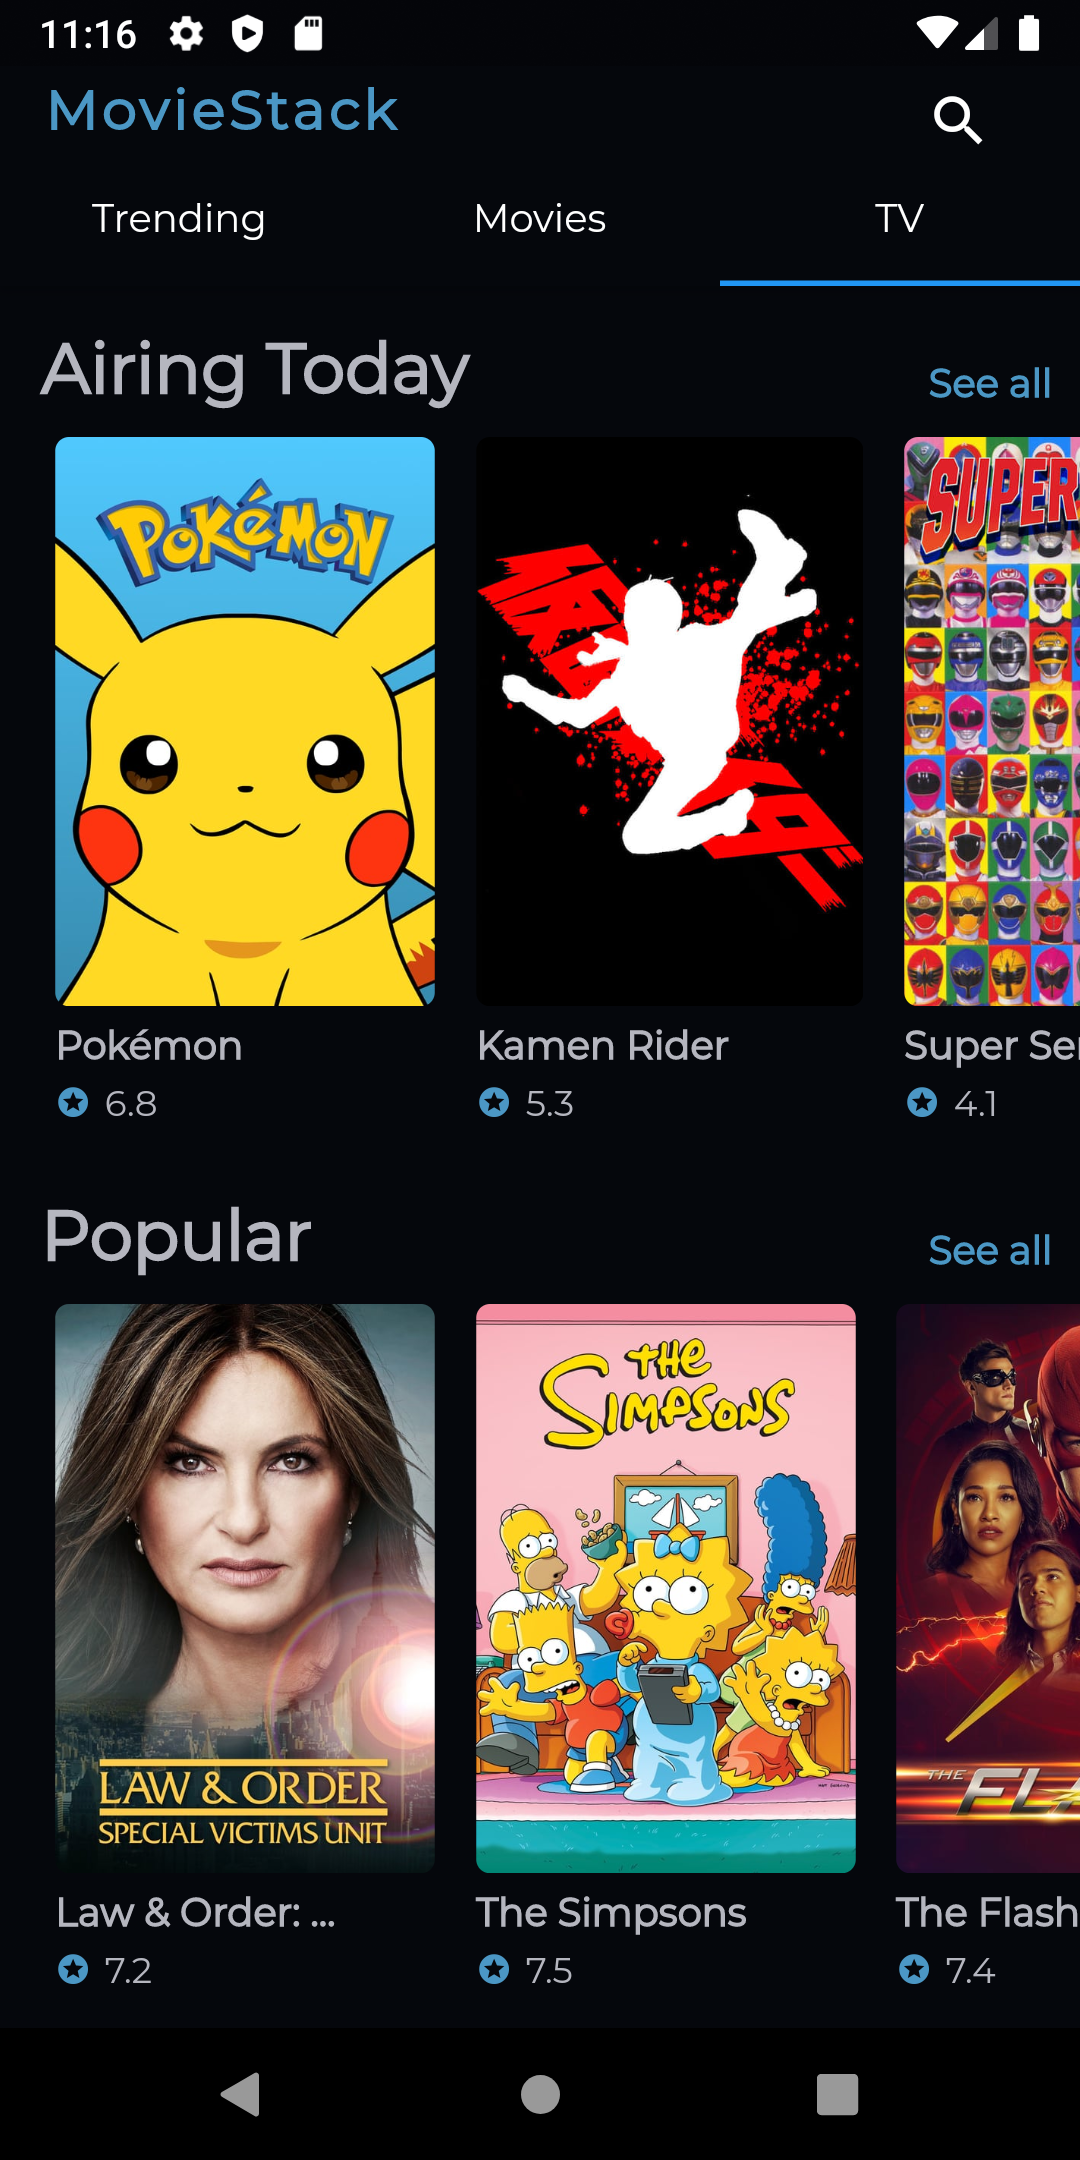 11:16
MovieStack
Trending Movies TV
Airing Today
See all
POKéMON
SUPER
Pokémon
Kamen Rider
Super Se
6.8
5.3
4.1
Popular
See all
THE
SIMPSONS
LAW & ORDER
SPECIAL VICTIMS UNIT
THE
Law & Order: ...
The Simpsons
The Flash
7.2
7.5
7.4